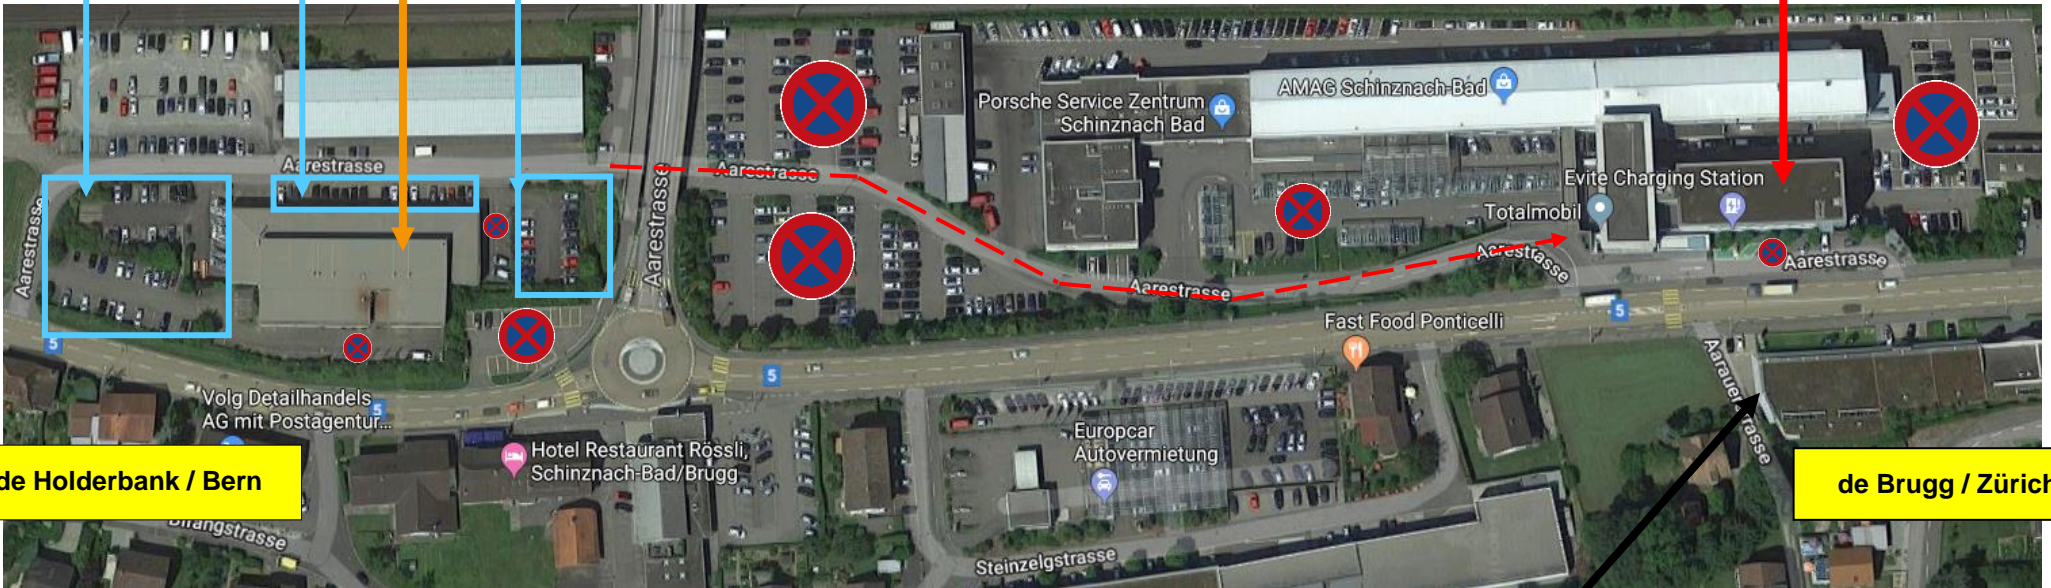 Aarestrasse
Aarestrasse
Aarestrasse
Aarestrasse
Porsche Service Zentrum
Schinznach Bad
AMAG Schinznach-Bad
Evite Charging Station
Totalmobil
Aarestrasse
Aarestrasse
Aarestrasse
5
5
5
5
Fast Food Ponticelli
Volg Detailhandels
AG mit Postagentur...
Hotel Restaurant Rössli,
Schinznach-Bad/Brugg
Europcar
Autovermietung
Aarauerstrasse
de Holderbank / Bern
de Brugg / Zürich
Bifangstrasse
Steinzelgstrasse